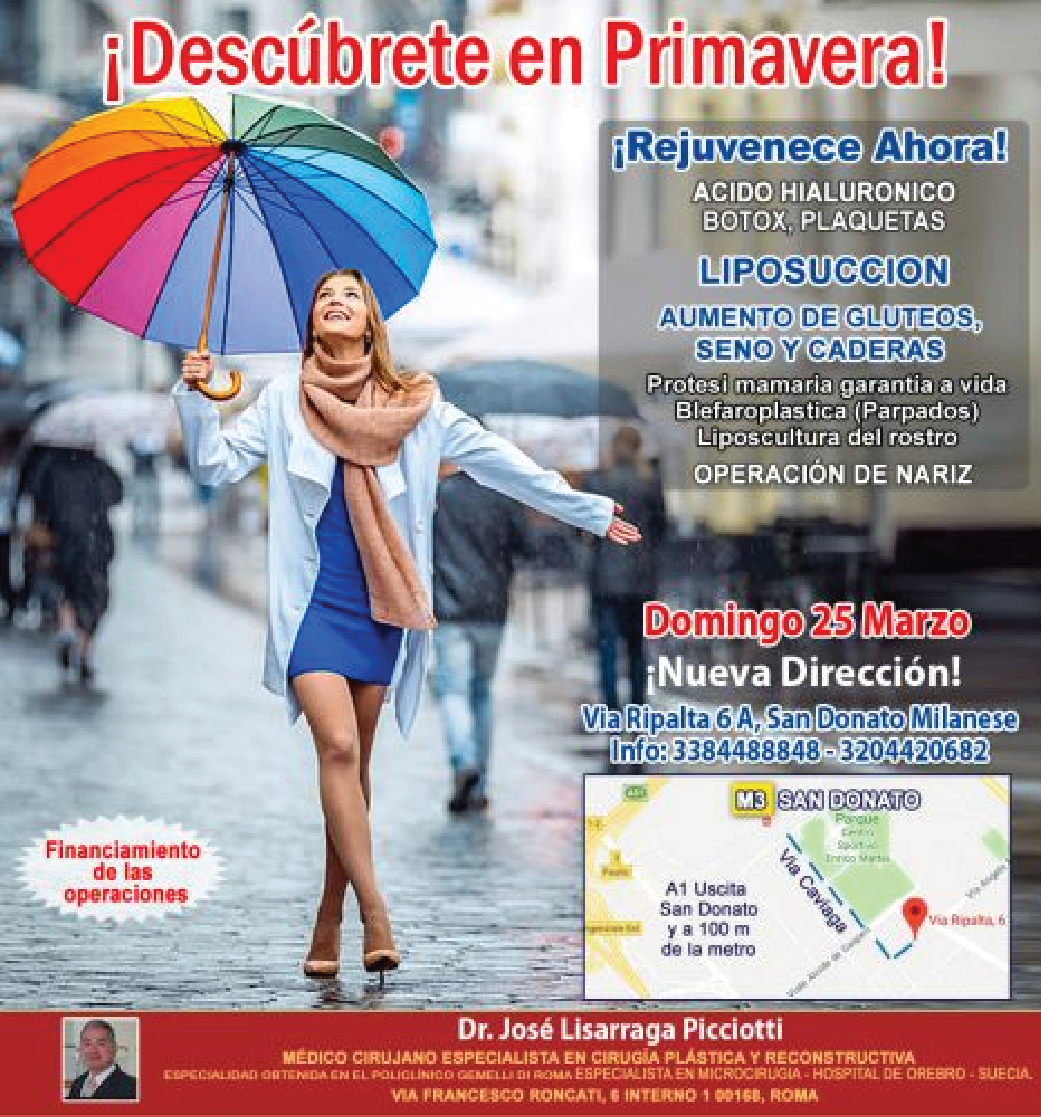 ¡Descúbrete en Primavera!
¡Rejuvenece Ahora!
ACIDO HIALURONICO
BOTOX, PLAQUETAS
LIPOSUCCION
AUMENTO DE GLUTEOS,
SENO Y CADERAS
Protesi mamaria garantia a vida
Blefaroplastica (Parpados)
Liposcultura del rostro
OPERACIÓN DE NARIZ
Domingo 25 Marzo
¡Nueva Dirección!
Via Ripalta 6 A, San Donato Milanese
Info: 3384488848 - 3204420682
M3 SAN DONATO
Parque
Sportivo
Enrico Mattei
Via Caviaga
A1 Uscita
San Donato
y a 100 m
de la metro
Via Ripalta, 6
Financiamiento
de las
operaciones
Dr. José Lisarraga Picciotti
MÉDICO CIRUJANO ESPECIALISTA EN CIRUGÍA PLÁSTICA Y RECONSTRUCTIVA
ESPECIALIDAD OBTENIDA EN EL POLICLÍNICO GEMELLI DI ROMA ESPECIALISTA EN MICROCIRUGIA - HOSPITAL DE OREBRO - SUECIA.
VIA FRANCESCO RONCATI, 6 INTERNO 1 00168, ROMA